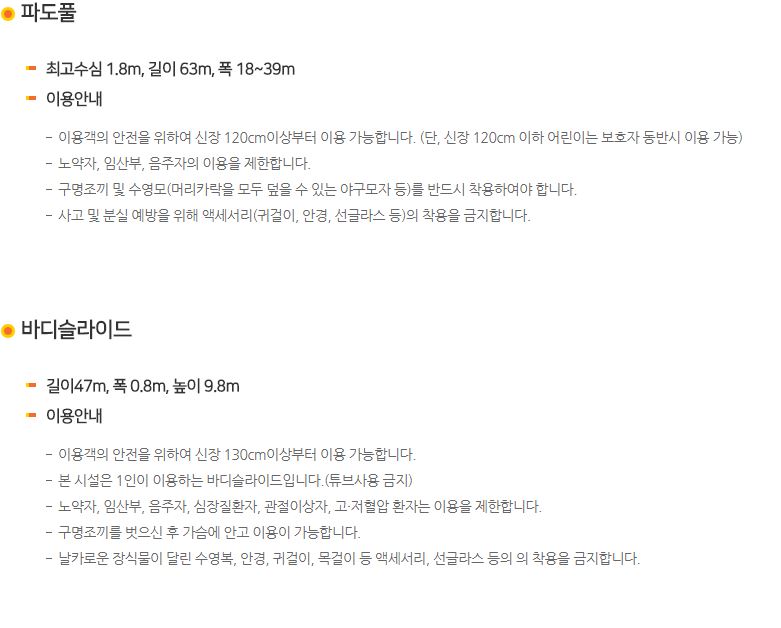 파도풀
최고수심 1.8m, 길이 63m, 폭 18~39m
이용안내
- 이용객의 안전을 위하여 신장 120cm이상부터 이용 가능합니다. (단, 신장 120cm 이하 어린이는 보호자 동반시 이용 가능)
- 노약자, 임산부, 음주자의 이용을 제한합니다.
- 구명조끼 및 수영모(머리카락을 모두 덮을 수 있는 야구모자 등)를 반드시 착용하여야 합니다.
- 사고 및 분실 예방을 위해 액세서리(귀걸이, 안경, 선글라스 등)의 착용을 금지합니다.
바디슬라이드
길이47m, 폭 0.8m, 높이 9.8m
이용안내
- 이용객의 안전을 위하여 신장 130cm이상부터 이용 가능합니다.
- 본 시설은 1인이 이용하는 바디슬라이드입니다.(튜브사용 금지)
- 노약자, 임산부, 음주자, 심장질환자, 관절이상자, 고·저혈압 환자는 이용을 제한합니다.
- 구명조끼를 벗으신 후 가슴에 안고 이용이 가능합니다.
- 날카로운 장식물이 달린 수영복, 안경, 귀걸이, 목걸이 등 액세서리, 선글라스 등의 의 착용을 금지합니다.